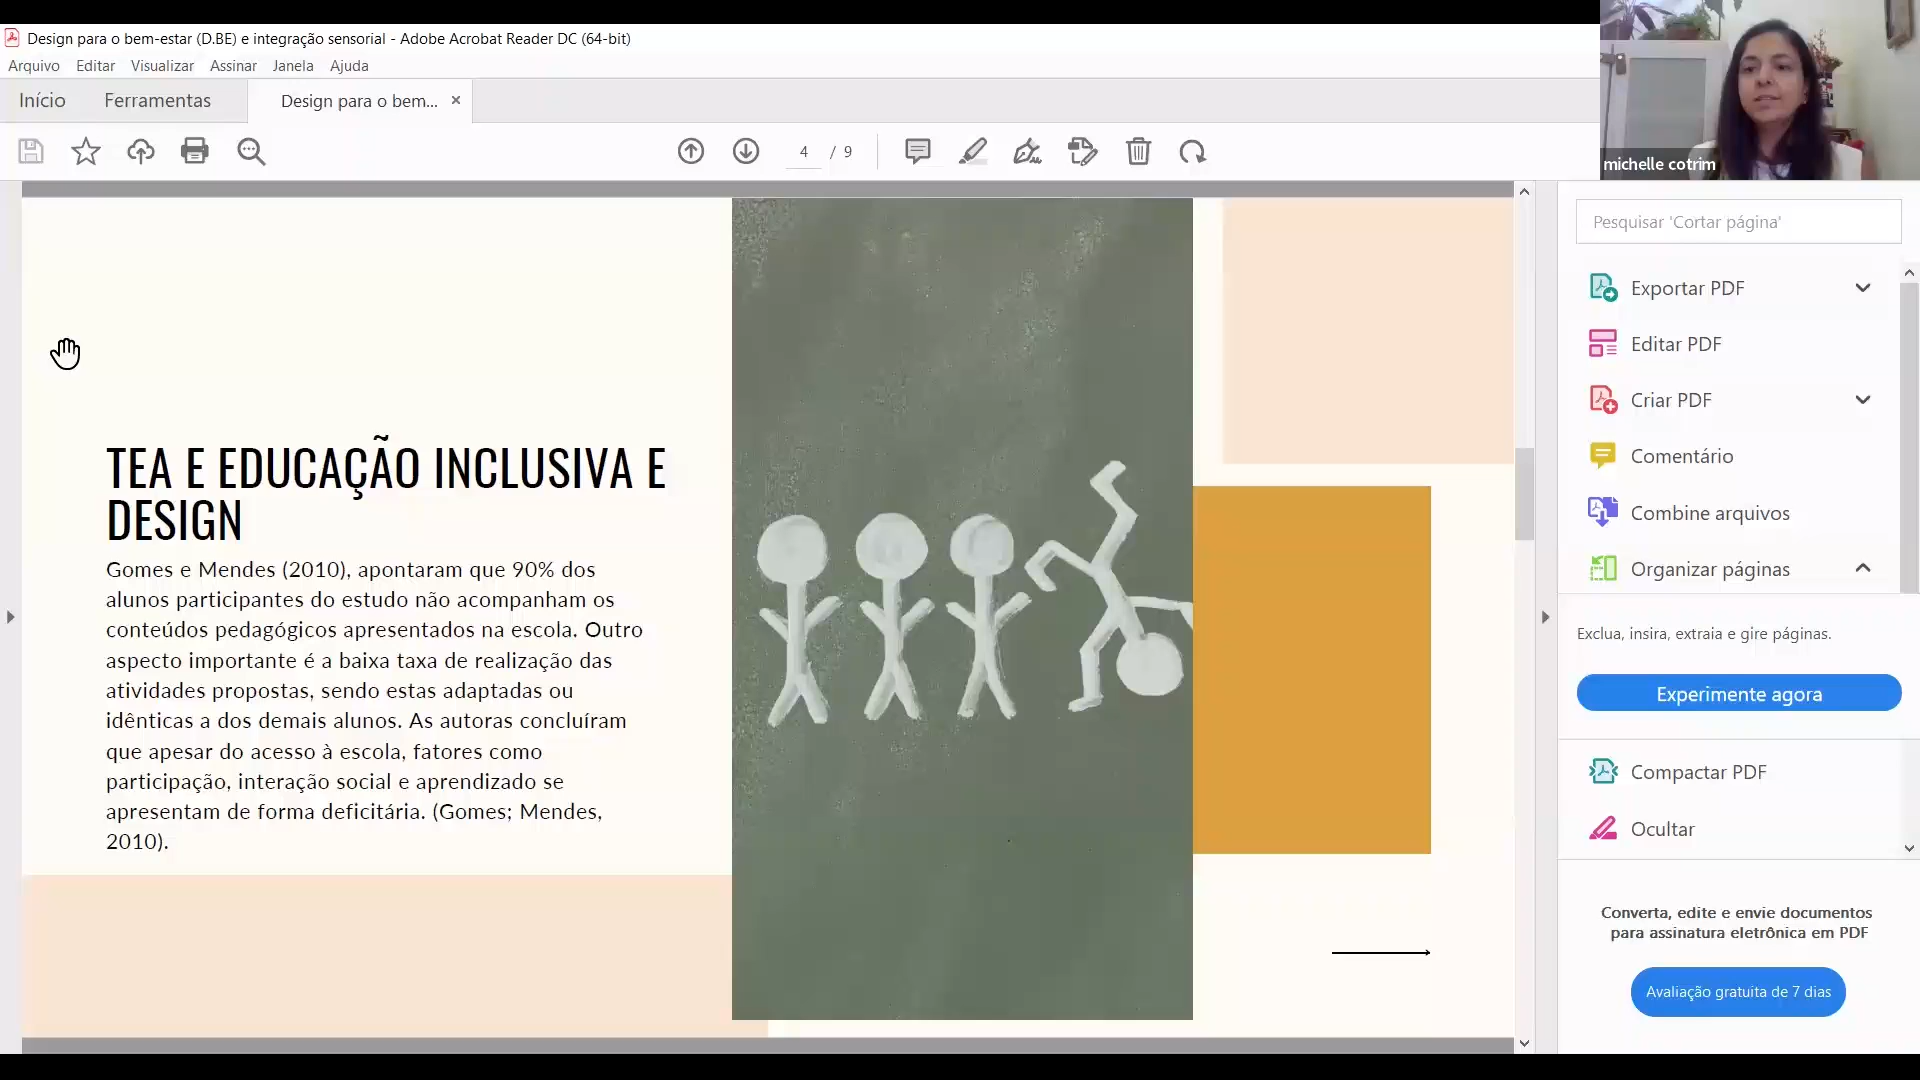 Design para o bem-estar (D.BE) e integração sensorial - Adobe Acrobat Reader DC (64-bit)
Arquivo Editar Visualizar Assinar Janela Ajuda
Início Ferramentas Design para o bem... ×
4 / 9
michelle cotrim
TEA E EDUCAÇÃO INCLUSIVA E
DESIGN
Gomes e Mendes (2010), apontaram que 90% dos
alunos participantes do estudo não acompanham os
conteúdos pedagógicos apresentados na escola. Outro
aspecto importante é a baixa taxa de realização das
atividades propostas, sendo estas adaptadas ou
idênticas a dos demais alunos. As autoras concluíram
que apesar do acesso à escola, fatores como
participação, interação social e aprendizado se
apresentam de forma deficitária. (Gomes; Mendes,
2010).
Pesquisar 'Cortar página'
Exportar PDF
Editar PDF
Criar PDF
Comentário
Combine arquivos
Organizar páginas
Exclua, insira, extraia e gire páginas.
Experimente agora
Compactar PDF
Ocultar
Converta, edite e envie documentos
para assinatura eletrônica em PDF
Avaliação gratuita de 7 dias